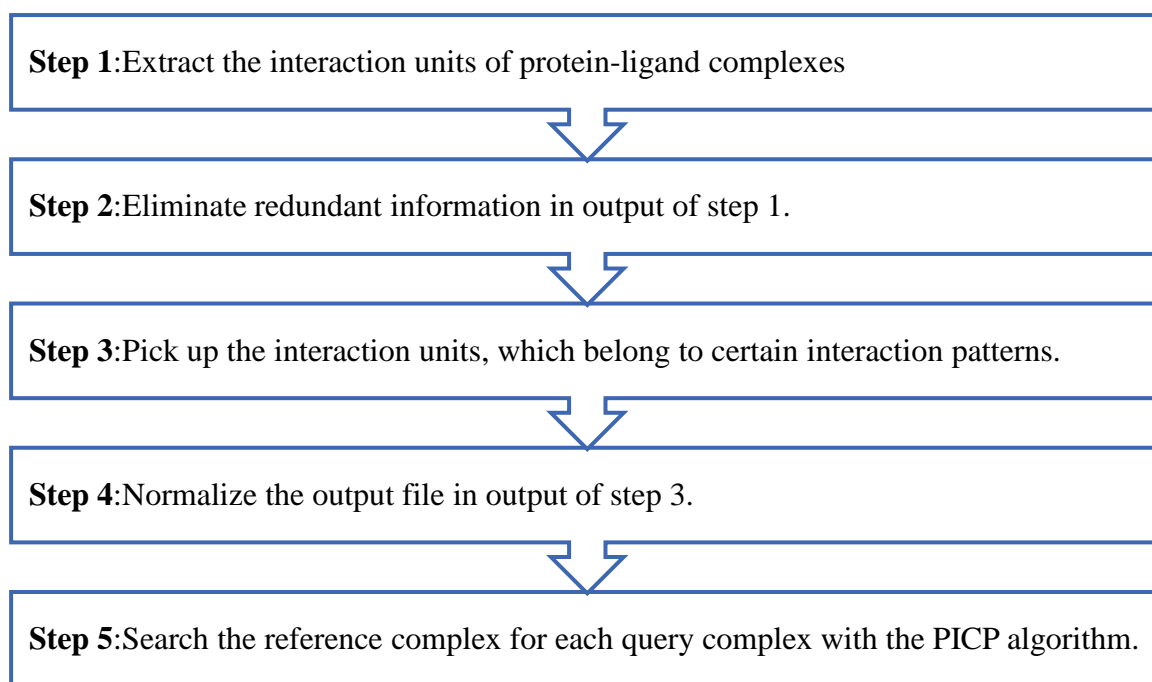 Step 1:Extract the interaction units of protein-ligand complexes
Step 2:Eliminate redundant information in output of step 1.
Step 3:Pick up the interaction units, which belong to certain interaction patterns.
Step 4:Normalize the output file in output of step 3.
Step 5:Search the reference complex for each query complex with the PICP algorithm.